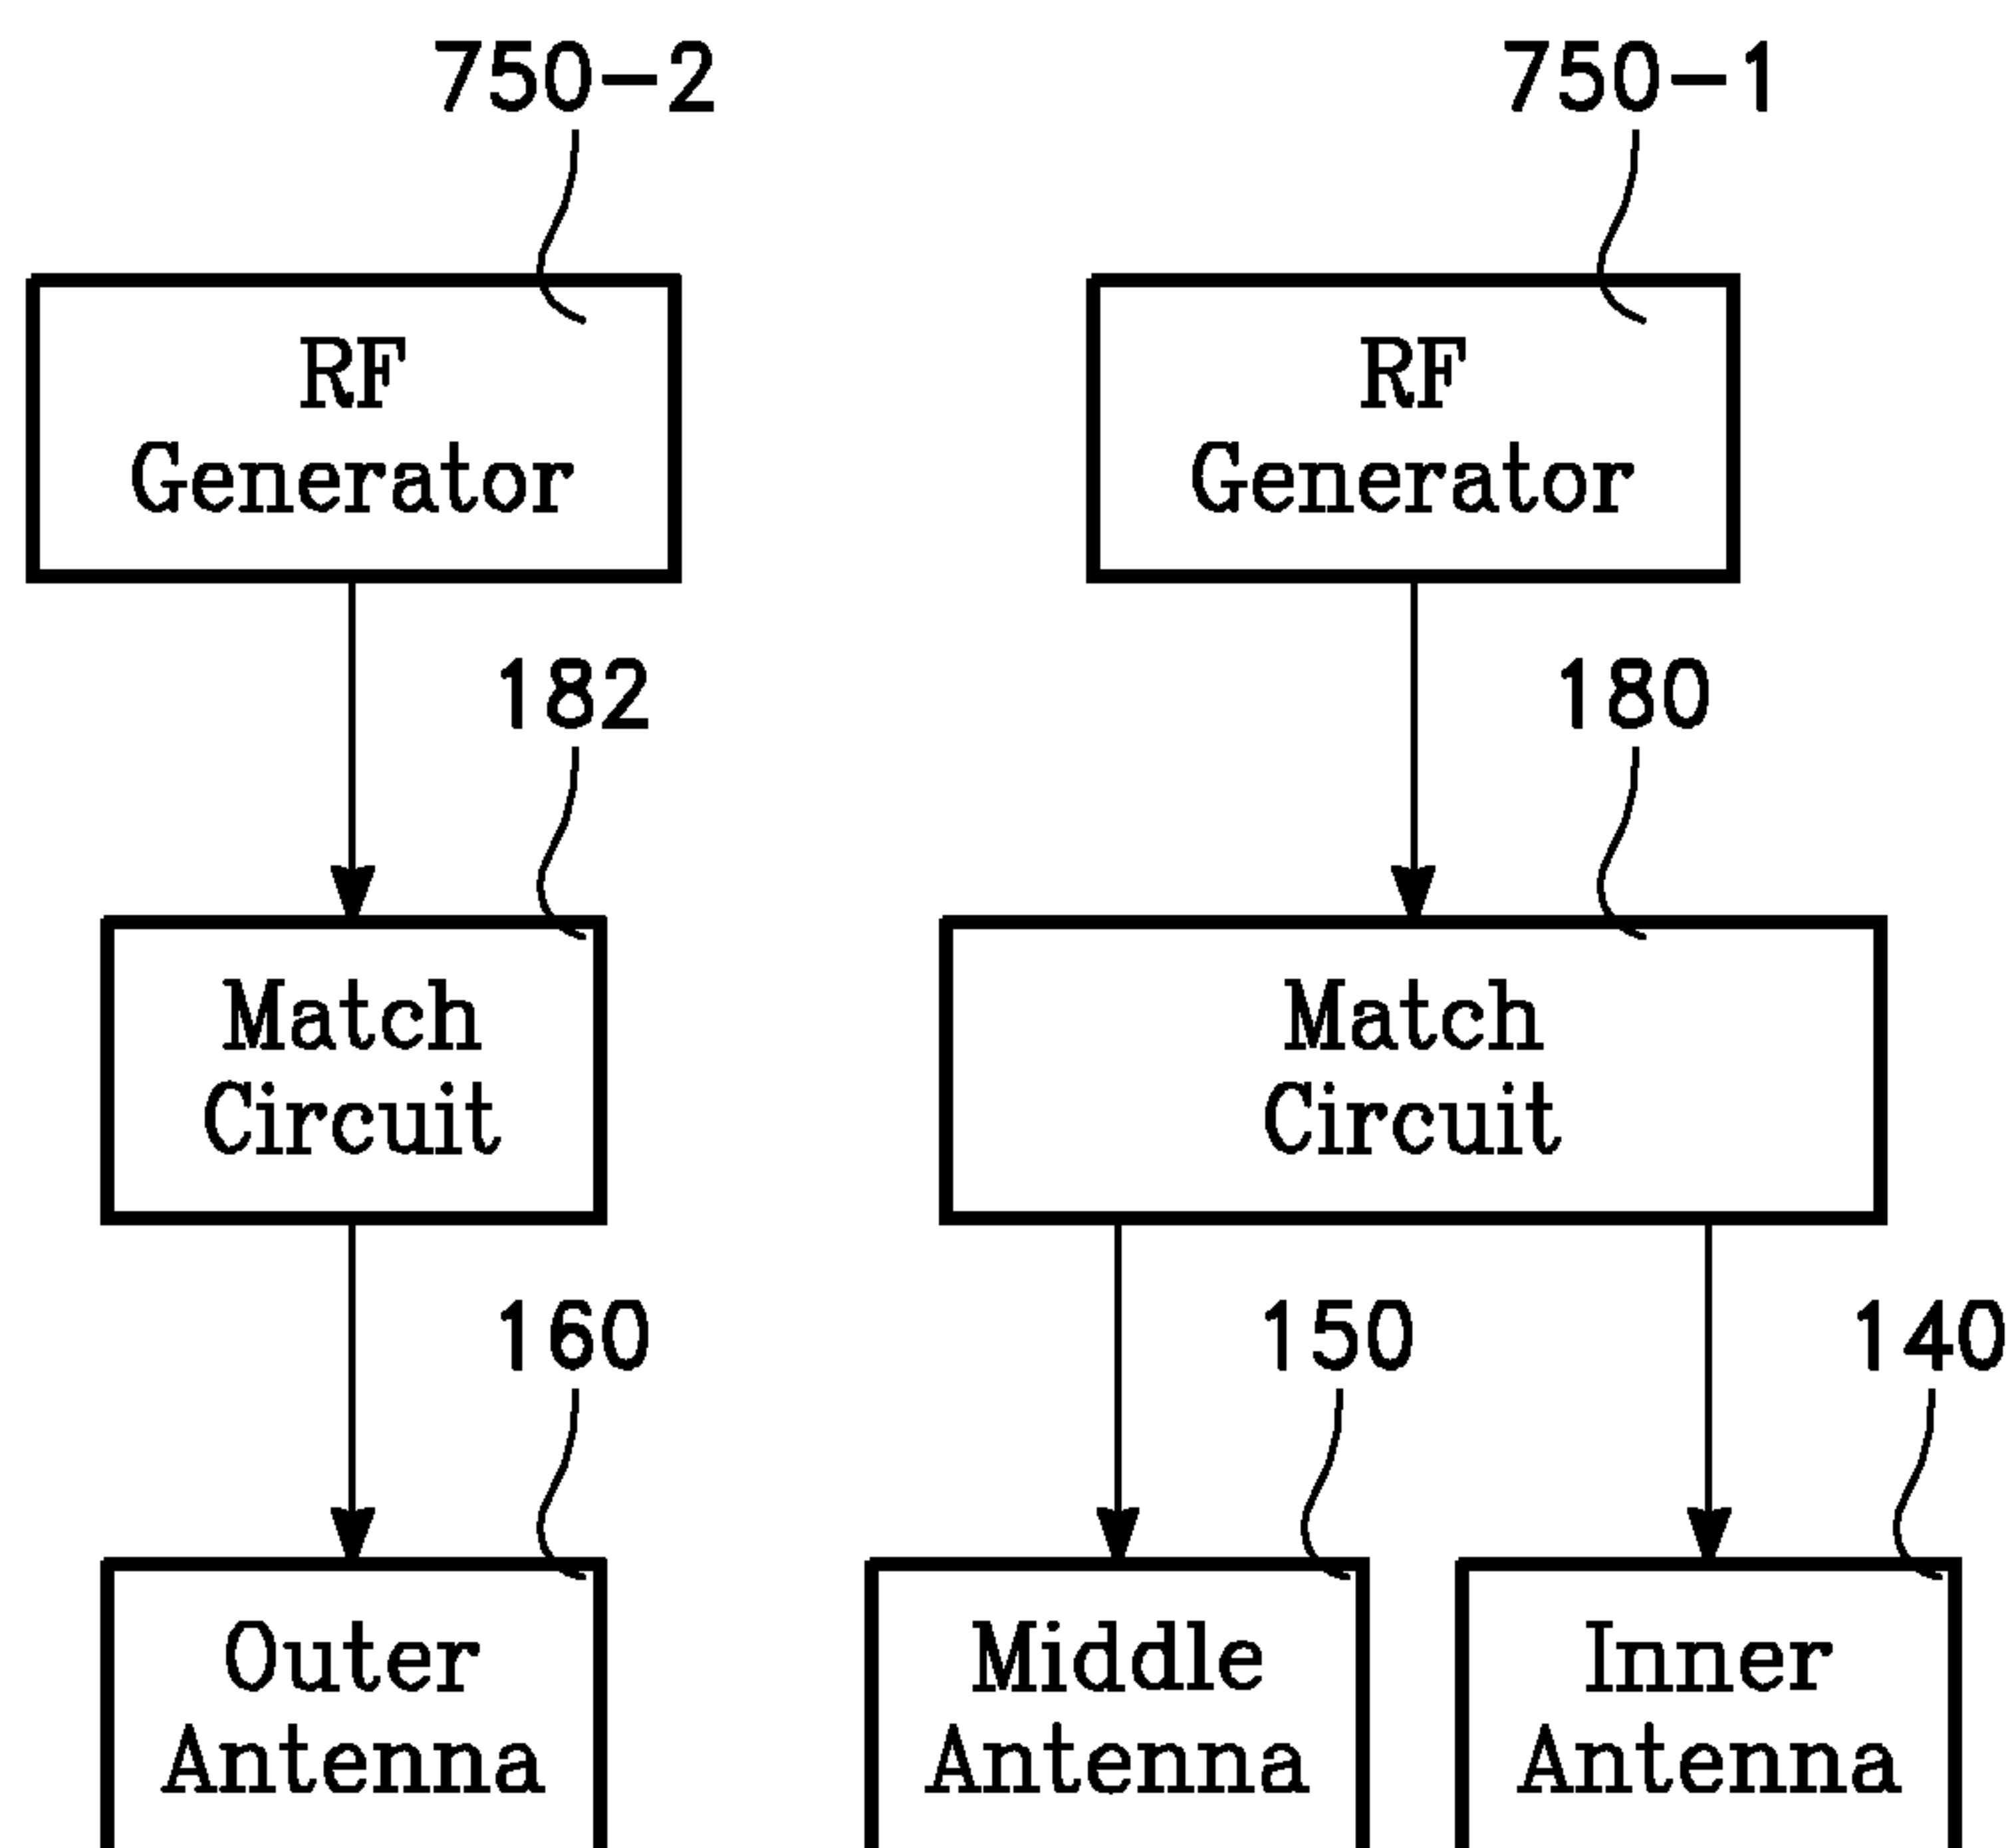 750-2
750-1
RF
Generator
RF
Generator
182
180
Match
Circuit
Match
Circuit
160
150
140
Outer
Antenna
Middle
Antenna
Inner
Antenna